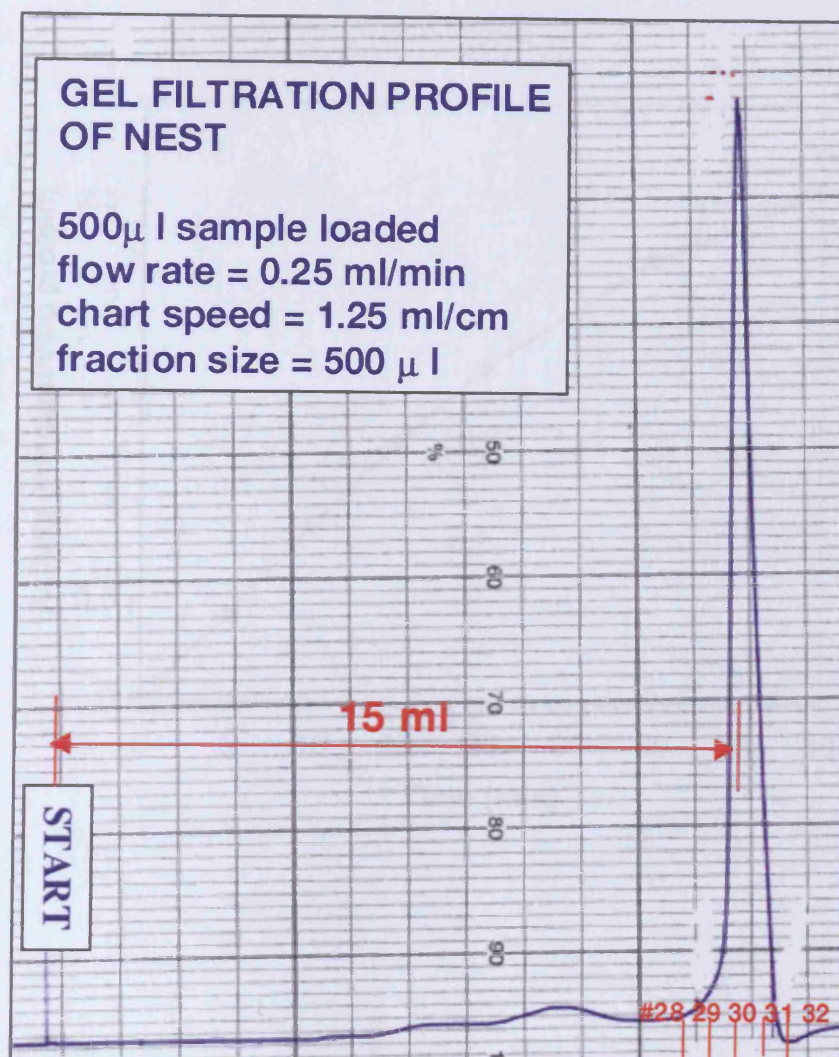 GEL FILTRATION PROFILE
OF NEST
500μ l sample loaded
flow rate = 0.25 ml/min
chart speed = 1.25 ml/cm
fraction size = 500 μ l
%
50
60
70
15 ml
80
START
90
#28 29 30 31 32